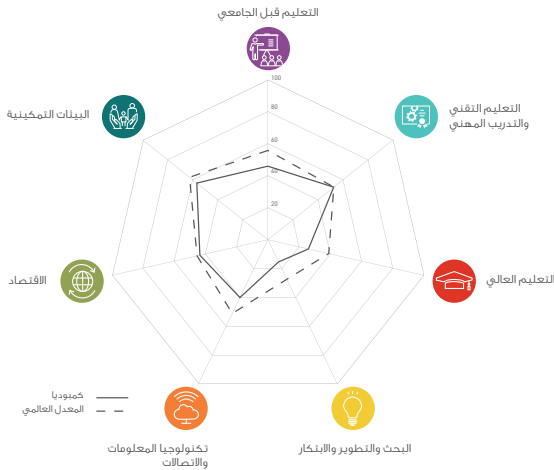 التعليم قبل الجامعي
100
80
60
40
20
التعليم التقني
والتدريب المهني
البيئات التمكينية
التعليم العالي
الاقتصاد
كمبوديا
المعدل العالمي
البحث والتطوير والابتكار
تكنولوجيا المعلومات
والاتصالات